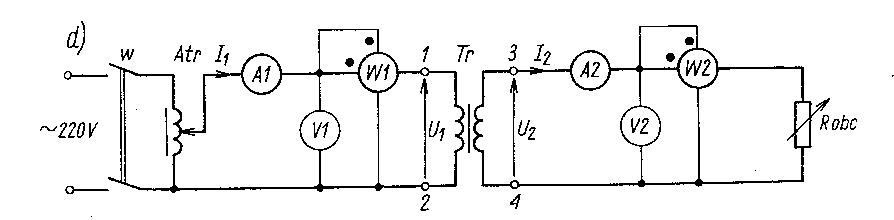 d)
w Atr I1 A1 W1 1 Tr 3 I2 A2 W2
~220V V1 U1 U2 V2 Robc
2 4